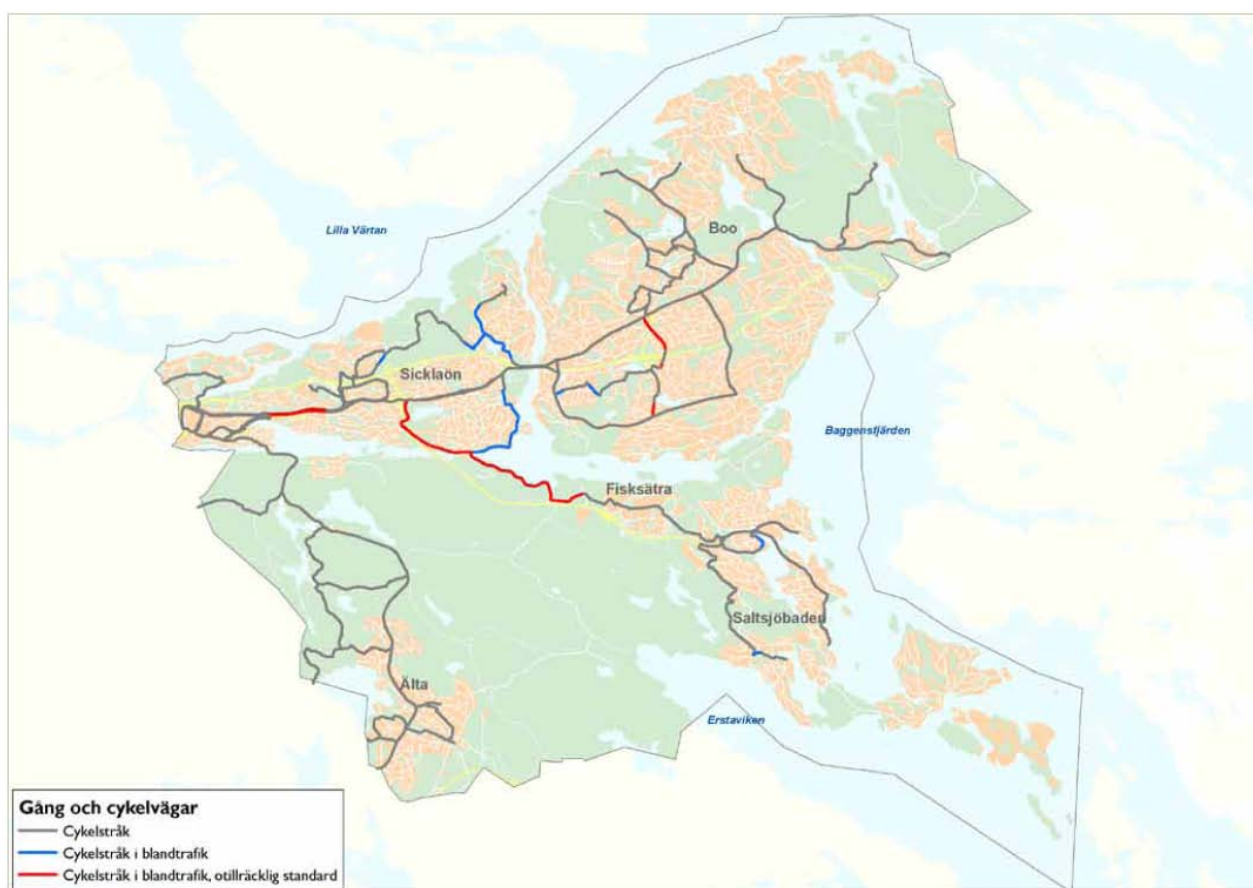 Boo
Lilla Värtan
Sicklaön
Baggensfjärden
Fisksätra
Saltsjöbaden
Älta
Erstaviken
Gång och cykelvägar
Cykelstråk
Cykelstråk i blandtrafik
Cykelstråk i blandtrafik, otillräcklig standard